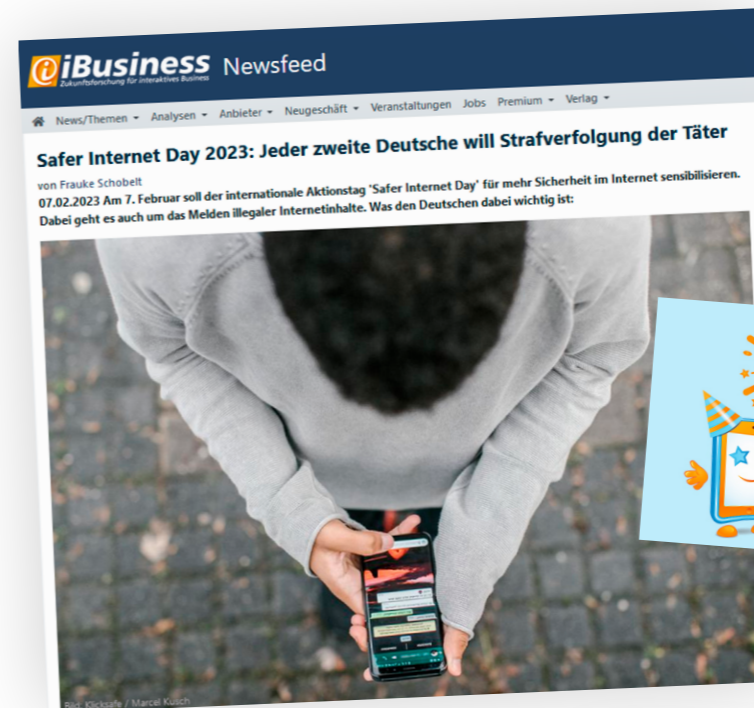 iBusiness Newsfeed
Zukunftsforschung für interaktives Business
News/Themen Analysen Anbieter Neugeschäft Veranstaltungen Jobs Premium Verlag
Safer Internet Day 2023: Jeder zweite Deutsche will Strafverfolgung der Täter
von Frauke Schobelt
07.02.2023 Am 7. Februar soll der internationale Aktionstag 'Safer Internet Day' für mehr Sicherheit im Internet sensibilisieren.
Dabei geht es auch um das Melden illegaler Internetinhalte. Was den Deutschen dabei wichtig ist:
Bild: Klicksafe / Marcel Kusch